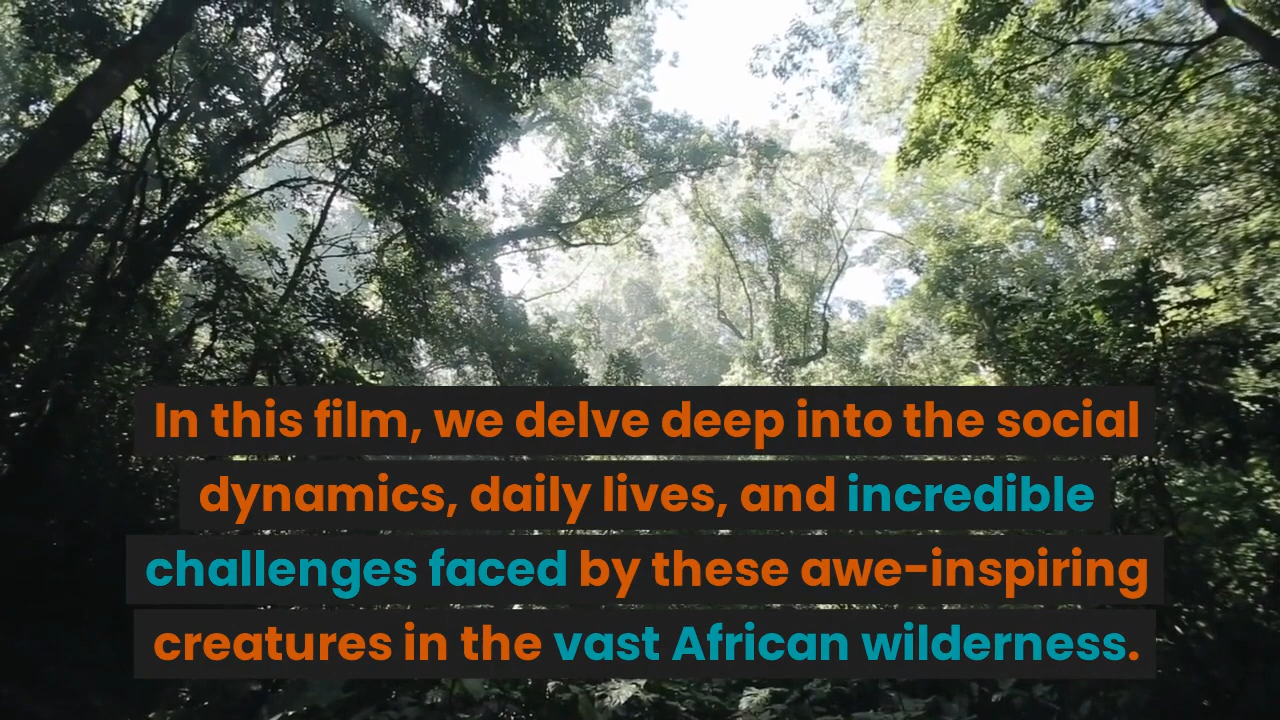 In this film, we delve deep into the social
dynamics, daily lives, and incredible
challenges faced by these awe-inspiring
creatures in the vast African wilderness.